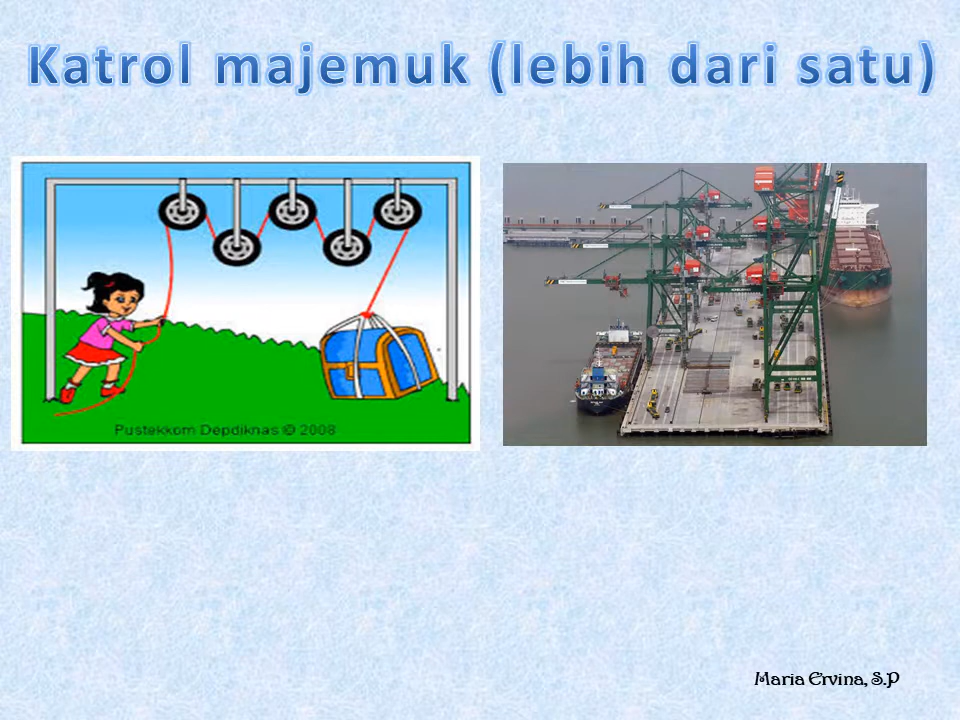 Katrol majemuk (lebih dari satu)
Pustekkom Depdiknas © 2008
Maria Ervina, S.P